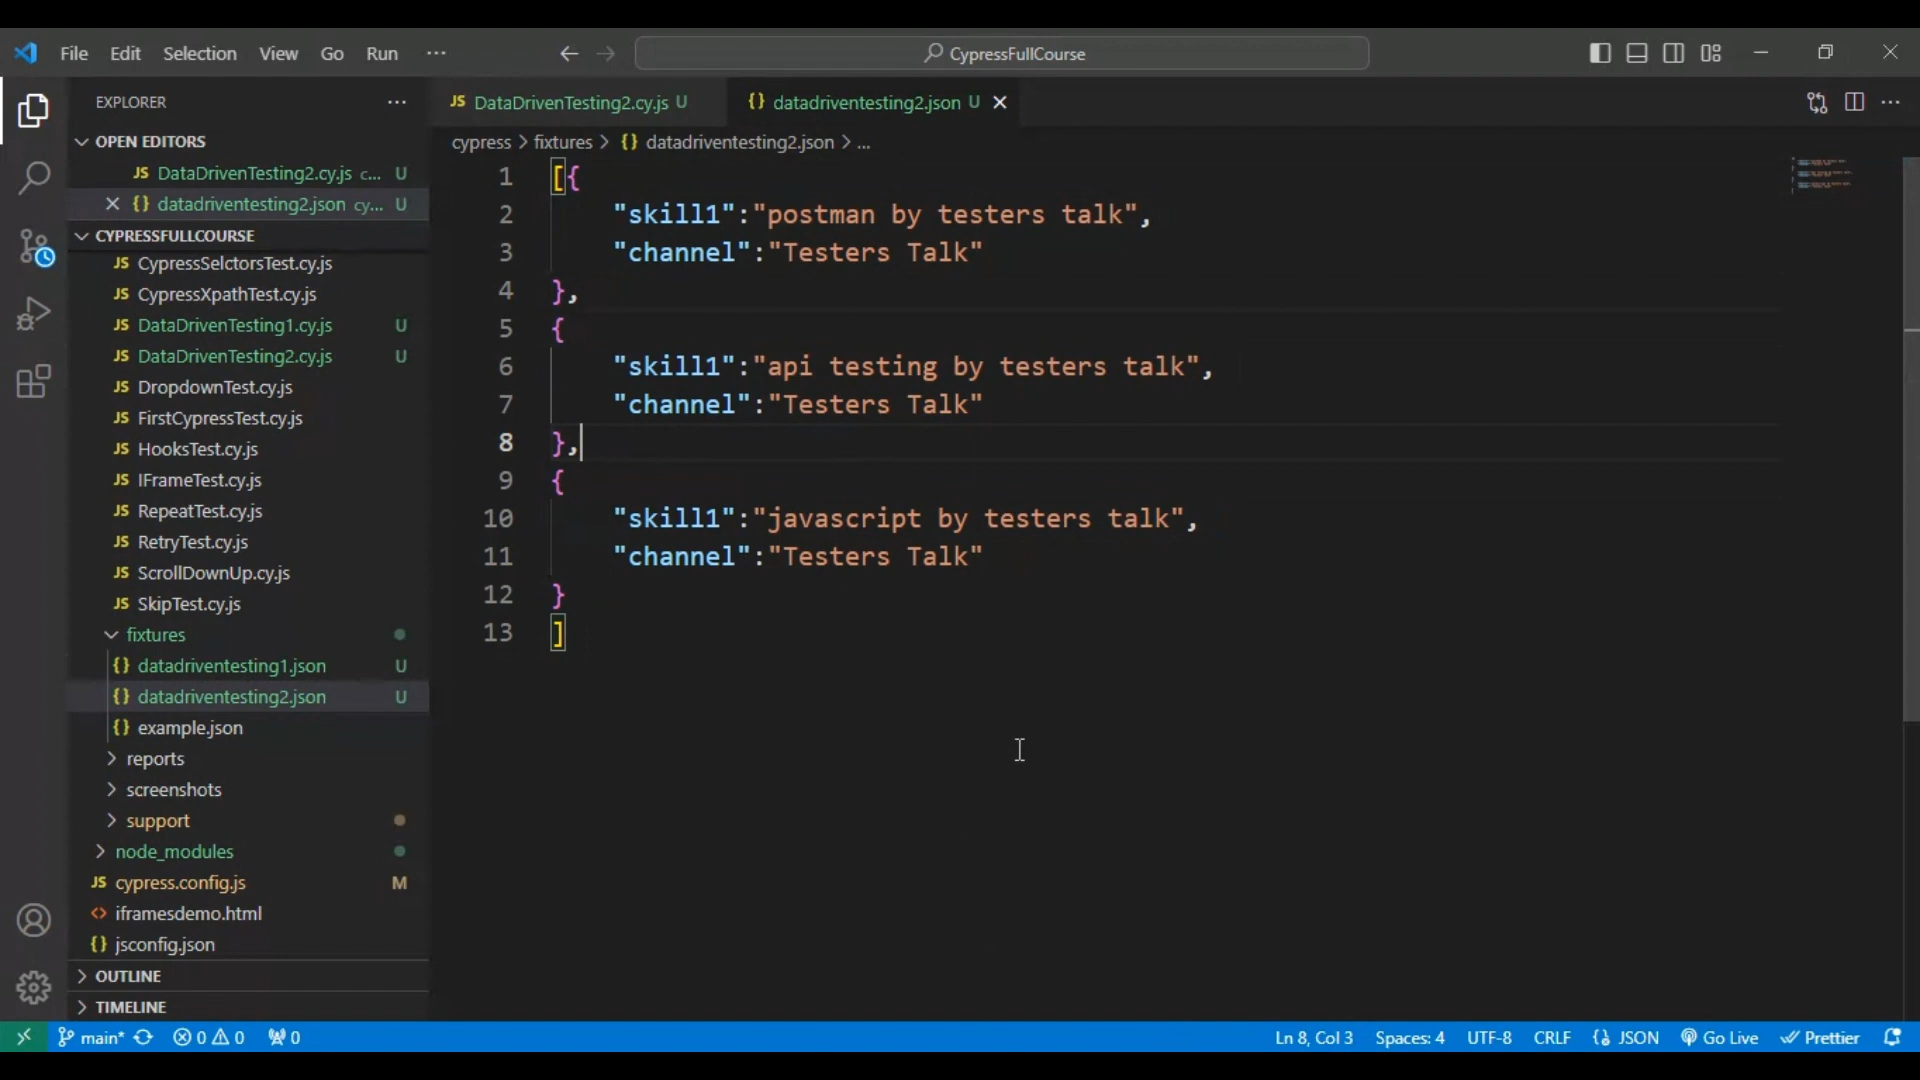 File Edit Selection View Go Run ··· CypressFullCourse
EXPLORER ···
OPEN EDITORS
JS DataDrivenTesting2.cy.js c... U
{} datadriventesting2.json cy... U
CYPRESSFULLCOURSE
JS CypressSelctorsTest.cy.js
JS CypressXpathTest.cy.js
JS DataDrivenTesting1.cy.js U
JS DataDrivenTesting2.cy.js U
JS DropdownTest.cy.js
JS FirstCypressTest.cy.js
JS HooksTest.cy.js
JS IFrameTest.cy.js
JS RepeatTest.cy.js
JS RetryTest.cy.js
JS ScrollDownUp.cy.js
JS SkipTest.cy.js
fixtures
{} datadriventesting1.json U
{} datadriventesting2.json U
{} example.json
reports
screenshots
support
node_modules
JS cypress.config.js M
<> iframesdemo.html
{} jsconfig.json
OUTLINE
TIMELINE
JS DataDrivenTesting2.cy.js U {} datadriventesting2.json U
cypress > fixtures > {} datadriventesting2.json > ...
1 [{
2 "skill1":"postman by testers talk",
3 "channel":"Testers Talk"
4 },
5 {
6 "skill1":"api testing by testers talk",
7 "channel":"Testers Talk"
8 },
9 {
10 "skill1":"javascript by testers talk",
11 "channel":"Testers Talk"
12 }
13 ]
main* 0 0 0 Ln 8, Col 3 Spaces: 4 UTF-8 CRLF {} JSON Go Live Prettier